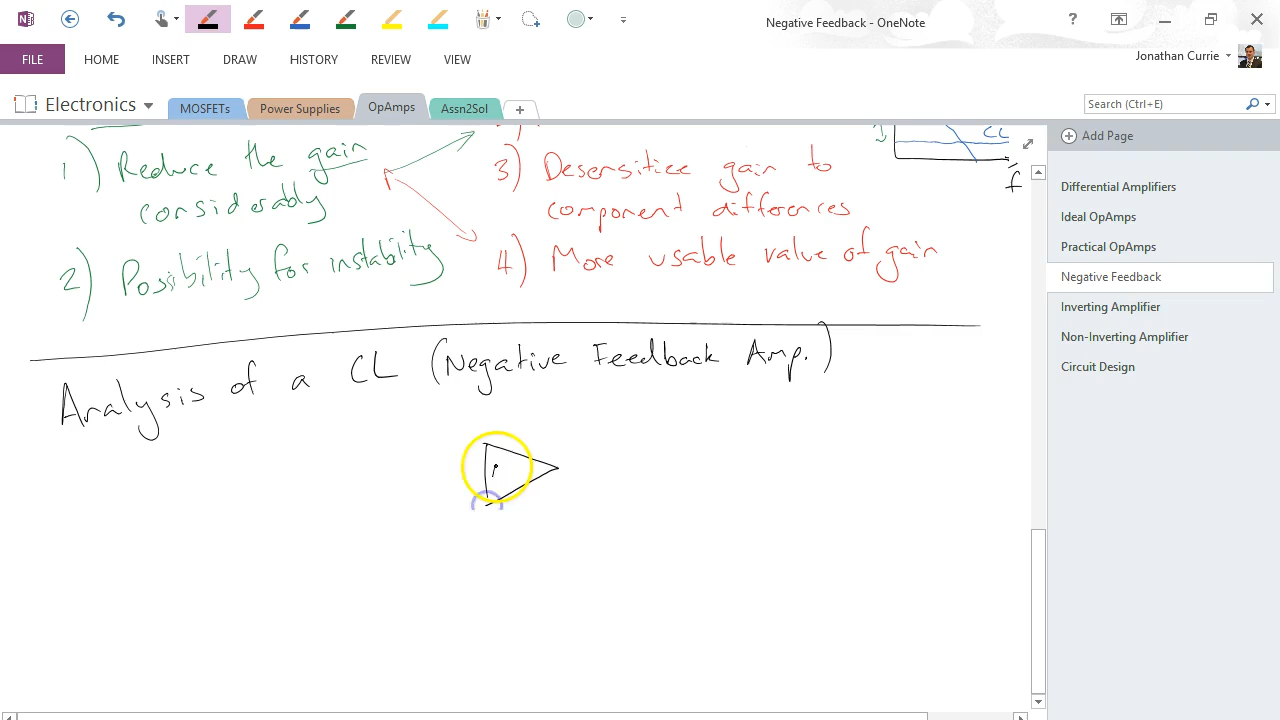 Negative Feedback - OneNote
?
Jonathan Currie
FILE HOME INSERT DRAW HISTORY REVIEW VIEW
Electronics MOSFETs Power Supplies OpAmps Assn2Sol +
Search (Ctrl+E)
Add Page
Differential Amplifiers
Ideal OpAmps
Practical OpAmps
Negative Feedback
Inverting Amplifier
Non-Inverting Amplifier
Circuit Design
CL
f
1) Reduce the gain
considerably
2) Possibility for instability
3) Desensitice gain to
component differences
4) More usable value of gain
Analysis of a CL (Negative Feedback Amp.)